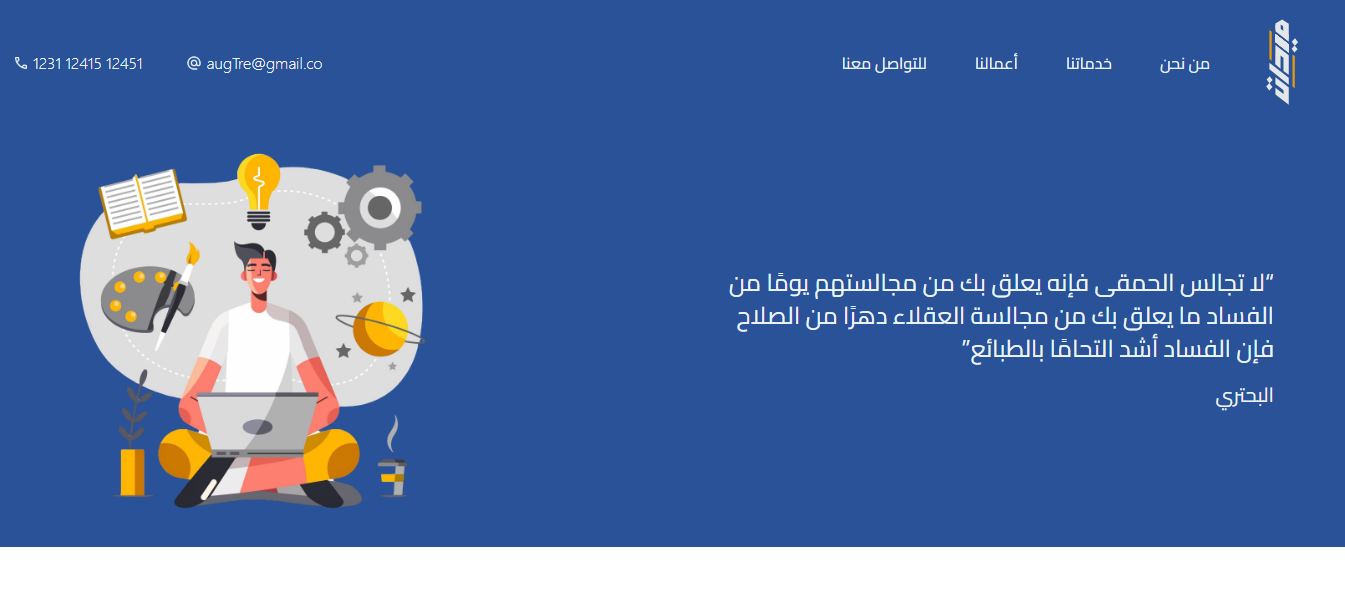 من نحن
خدماتنا
أعمالنا
للتواصل معنا
augTre@gmail.co
1231 12415 12451
“لا تجالس الحمقى فإنه يعلق بك من مجالستهم يومًا من
الفساد ما يعلق بك من مجالسة العقلاء دهرًا من الصلاح
فإن الفساد أشد التحامًا بالطبائع”
البحتري